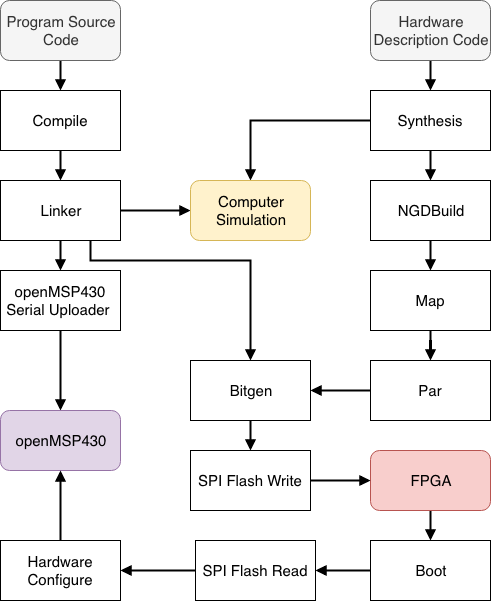 Program Source
Code
Hardware
Description Code
Compile
Synthesis
Linker
Computer
Simulation
NGDBuild
openMSP430
Serial Uploader
Map
Bitgen
Par
openMSP430
SPI Flash Write
FPGA
Hardware
Configure
SPI Flash Read
Boot